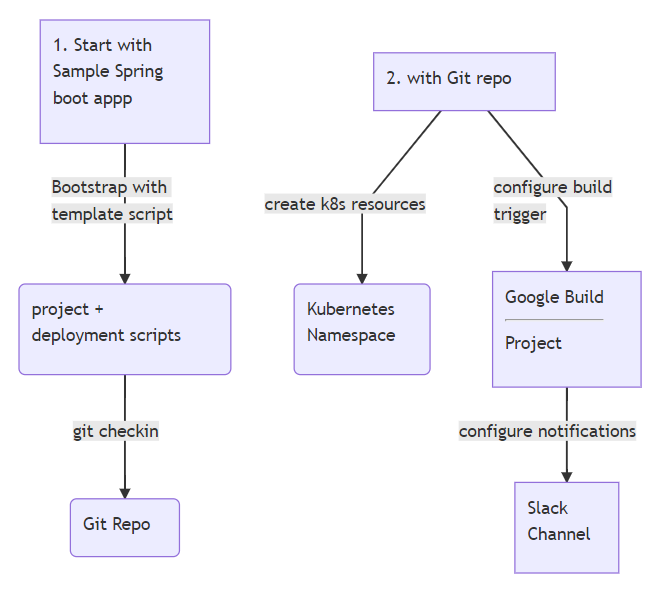 1. Start with
Sample Spring
boot appp
Bootstrap with
template script
project +
deployment scripts
git checkin
Git Repo
2. with Git repo
create k8s resources
Kubernetes
Namespace
configure build
trigger
Google Build
Project
configure notifications
Slack
Channel